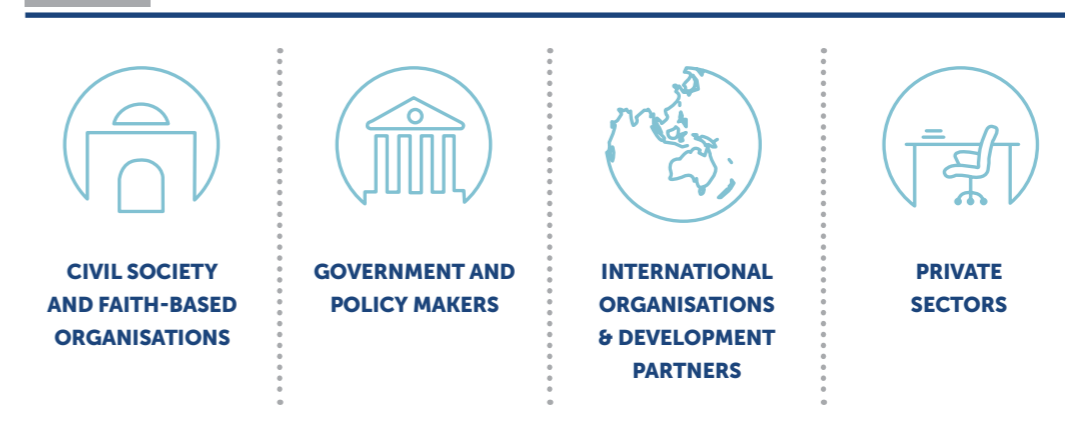 CIVIL SOCIETY
AND FAITH-BASED
ORGANISATIONS
GOVERNMENT AND
POLICY MAKERS
INTERNATIONAL
ORGANISATIONS
& DEVELOPMENT
PARTNERS
PRIVATE
SECTORS